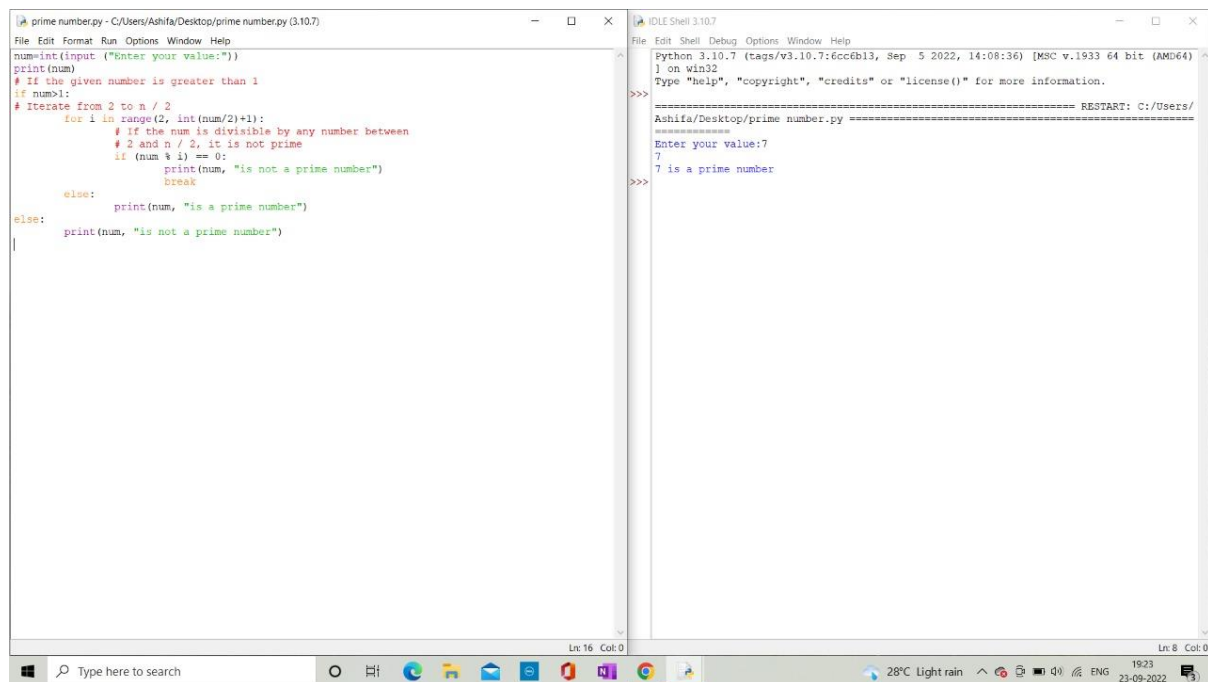 prime number.py - C:/Users/Ashifa/Desktop/prime number.py (3.10.7)
File Edit Format Run Options Window Help
num=int(input ("Enter your value:"))
print(num)
# If the given number is greater than 1
if num>1:
# Iterate from 2 to n / 2
for i in range(2, int(num/2)+1):
# If the num is divisible by any number between
# 2 and n / 2, it is not prime
if (num % i) == 0:
print(num, "is not a prime number")
break
else:
print(num, "is a prime number")
else:
print(num, "is not a prime number")
Ln: 16 Col: 0
IDLE Shell 3.10.7
File Edit Shell Debug Options Window Help
Python 3.10.7 (tags/v3.10.7:6cc6b13, Sep 5 2022, 14:08:36) [MSC v.1933 64 bit (AMD64)
] on win32
Type "help", "copyright", "credits" or "license()" for more information.
>>>
================================================================== RESTART: C:/Users/
Ashifa/Desktop/prime number.py ======================================================
============
Enter your value:7
7
7 is a prime number
>>>
Ln: 8 Col: 0
Type here to search
28°C Light rain
ENG
19:23
23-09-2022
3